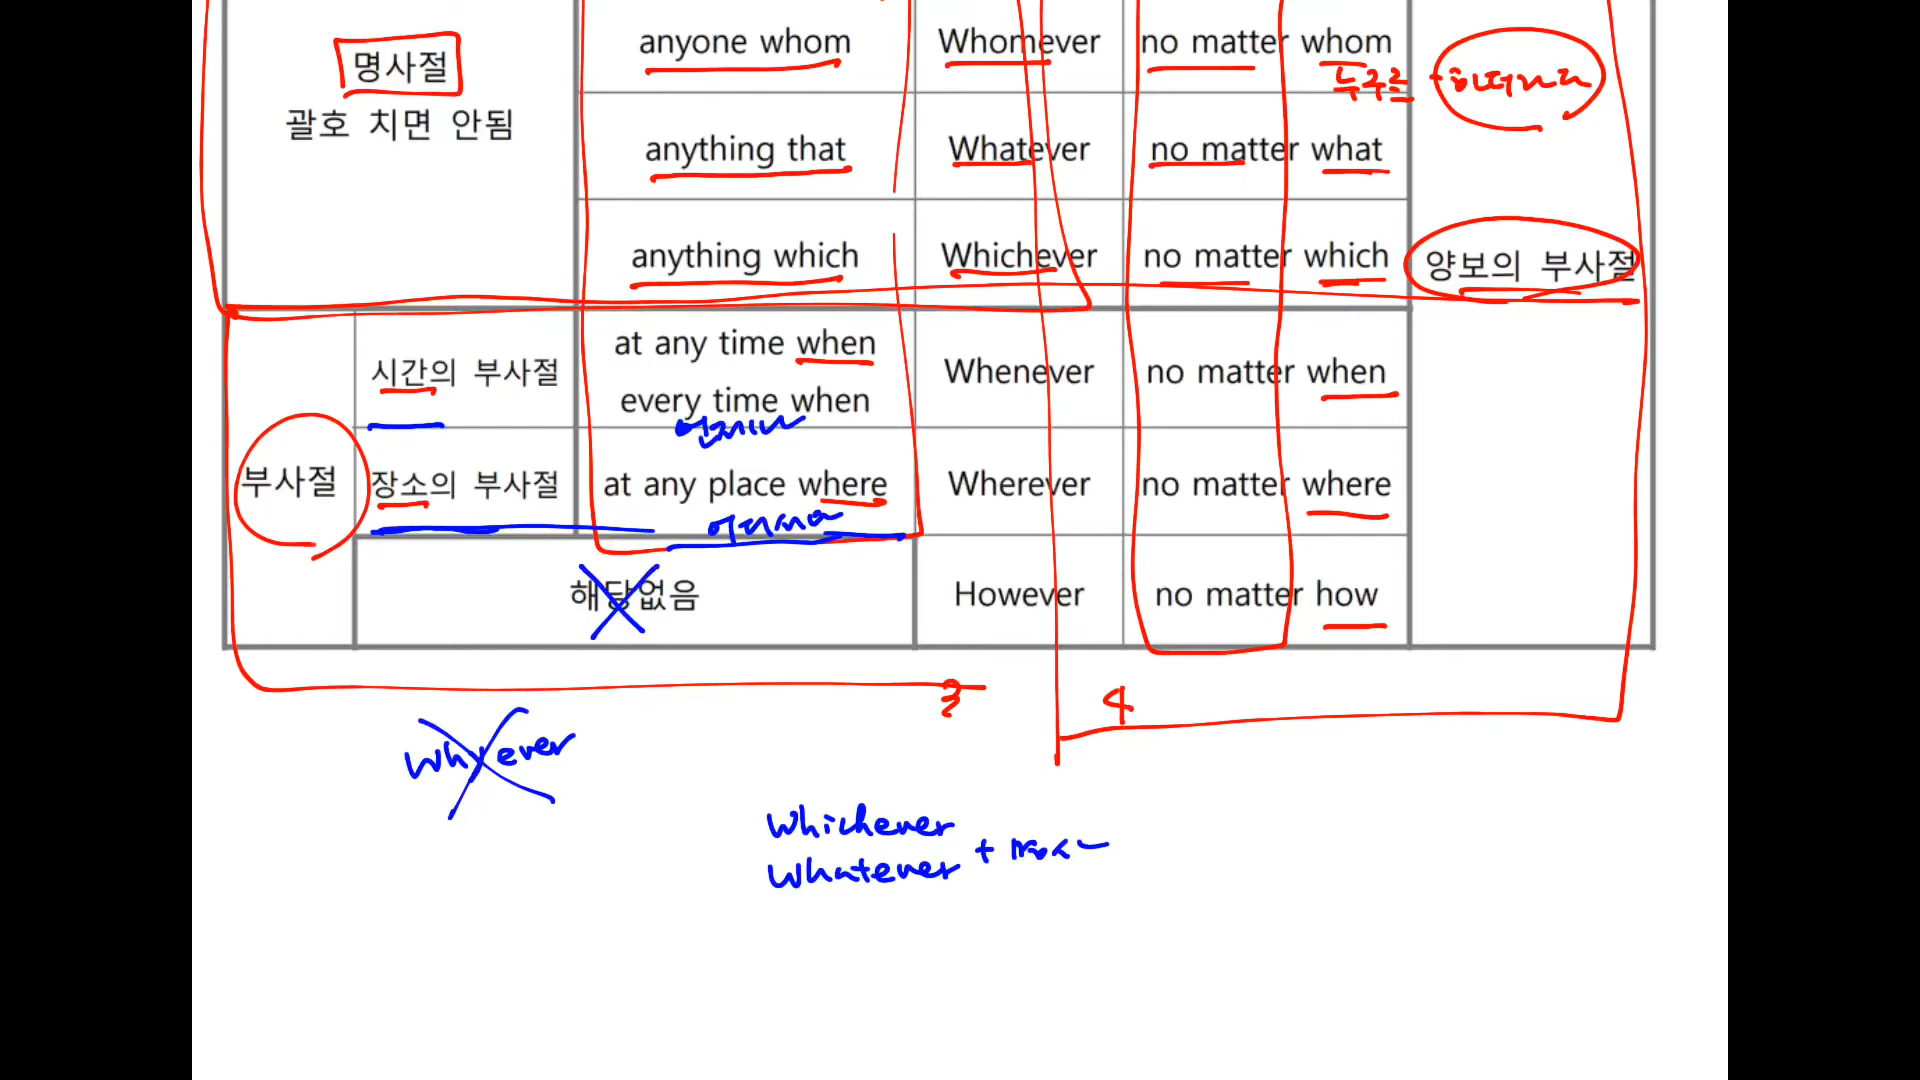 anyone whom Whomever no matter whom
명사절
누구를
괄호 치면 안됨
anything that Whatever no matter what
anything which Whichever no matter which 양보의 부사절
at any time when
시간의 부사절 Whenever no matter when
every time when
언제나
부사절 장소의 부사절 at any place where Wherever no matter where
해당없음 However no matter how
3 4
Whyever
Whichever
Whatever +